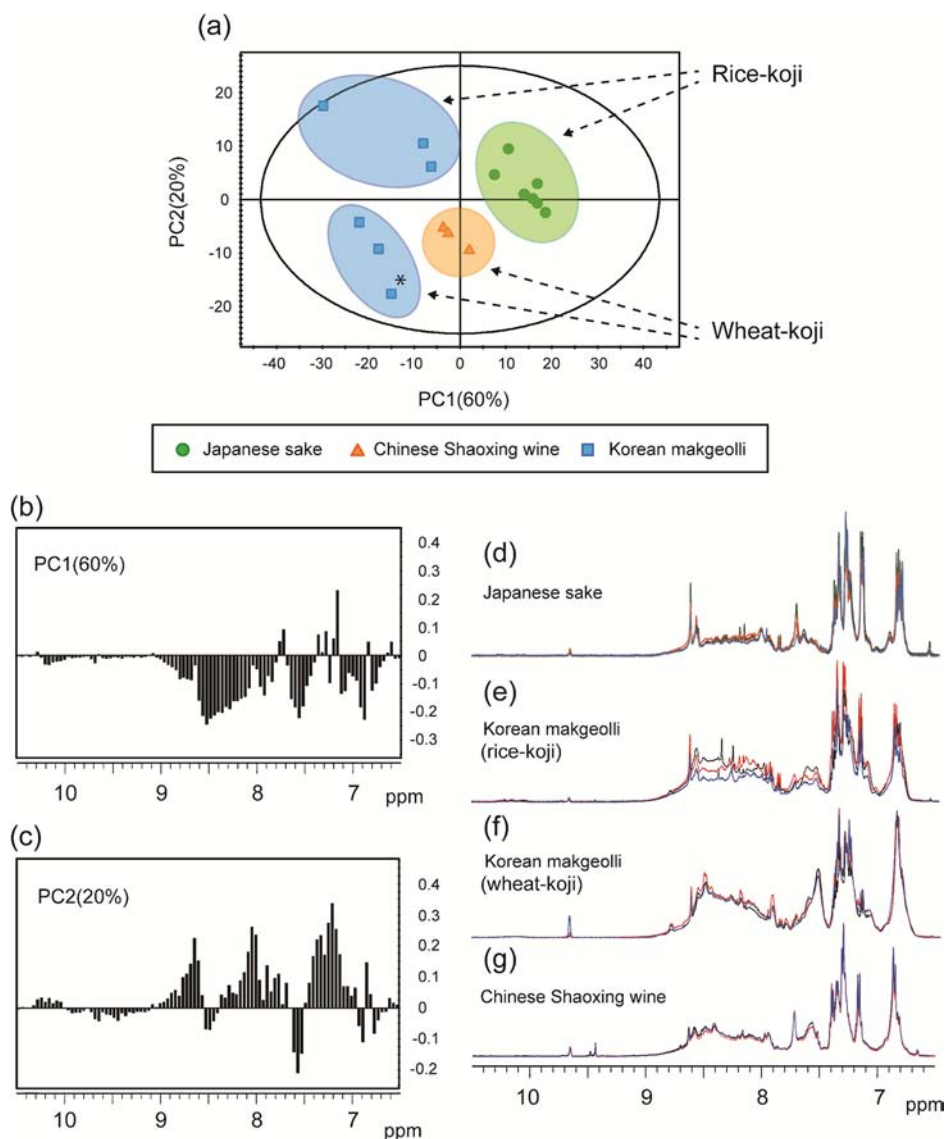 (a)
Rice-koji
PC2(20%)
20
10
0
-10
-20
*
Wheat-koji
-40 -30 -20 -10 0 10 20 30 40
PC1(60%)
Japanese sake Chinese Shaoxing wine Korean makgeolli
(b)
PC1(60%)
0.4
0.3
0.2
0.1
0
-0.1
-0.2
-0.3
10 9 8 7 ppm
(c)
PC2(20%)
0.4
0.3
0.2
0.1
0
-0.1
-0.2
10 9 8 7 ppm
(d)
Japanese sake
(e)
Korean makgeolli
(rice-koji)
(f)
Korean makgeolli
(wheat-koji)
(g)
Chinese Shaoxing wine
10 9 8 7 ppm